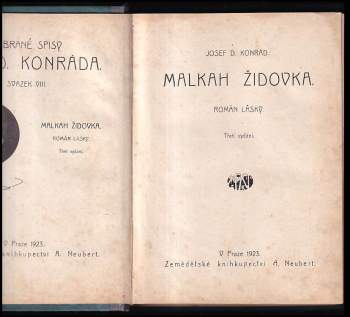 BRANÉ SPISY
D. KONRÁDA.
SVAZEK VIII.
MALKAH ŽIDOVKA.
ROMÁN LÁSKY.
Třetí vydání.
V Praze 1923.
knihkupectví A. Neubert.
JOSEF D. KONRÁD.
MALKAH ŽIDOVKA.
ROMÁN LÁSKY.
Třetí vydání.
V Praze 1923.
Zemědělské knihkupectví A. Neubert.